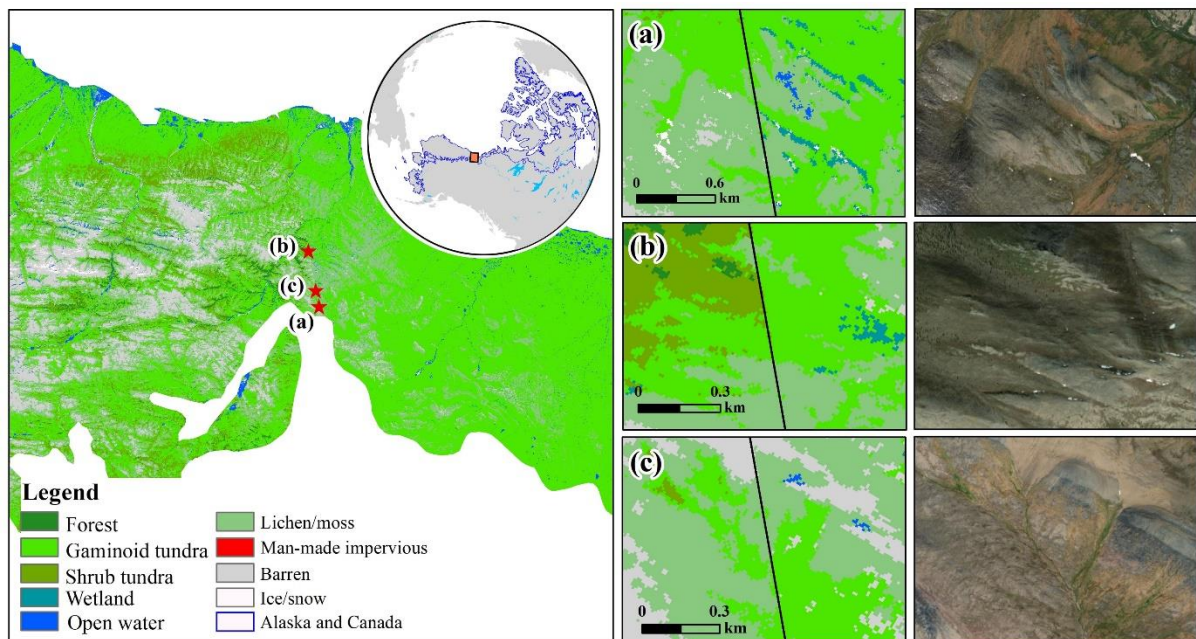 (b)
(c)
(a)
Legend
Forest
Gaminoid tundra
Shrub tundra
Wetland
Open water
Lichen/moss
Man-made impervious
Barren
Ice/snow
Alaska and Canada
(a)
0 0.6
km
(b)
0 0.3
km
(c)
0 0.3
km